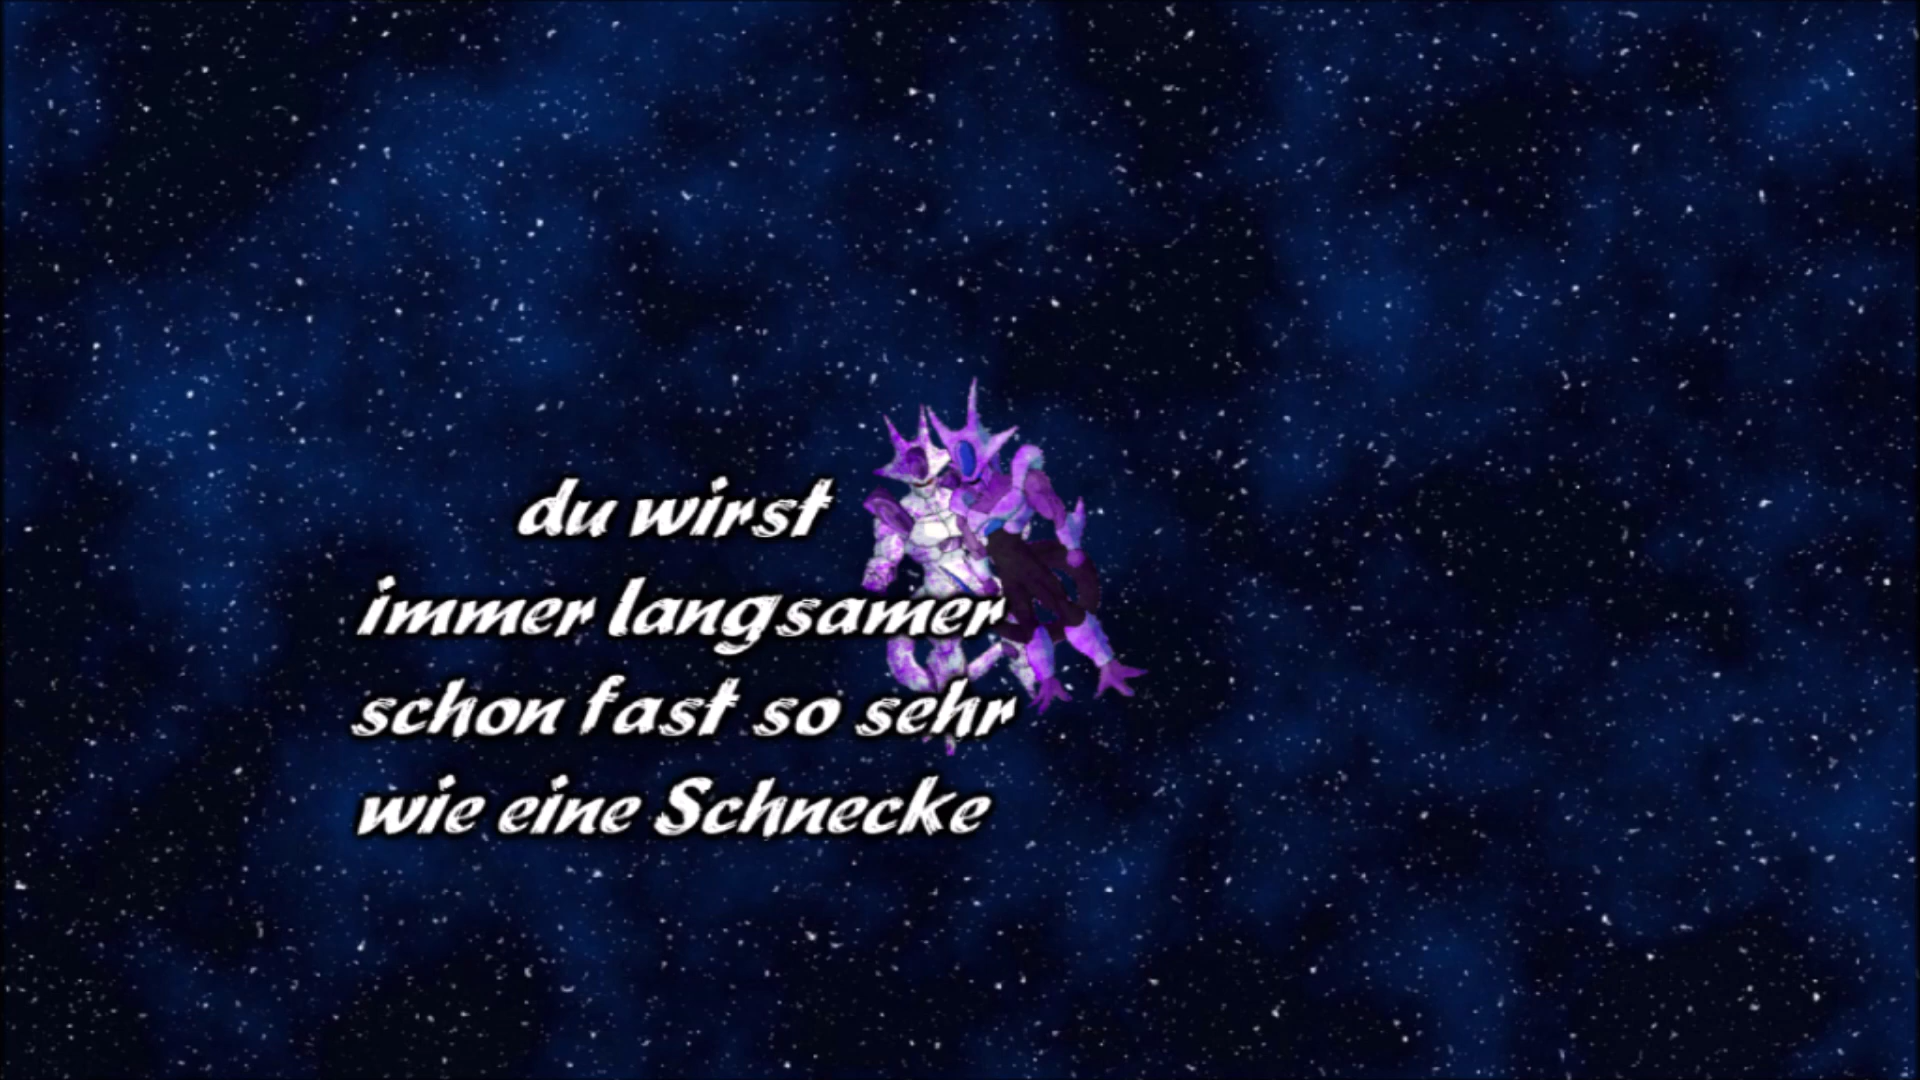 du wirst
immer langsamer
schon fast so sehr
wie eine Schnecke